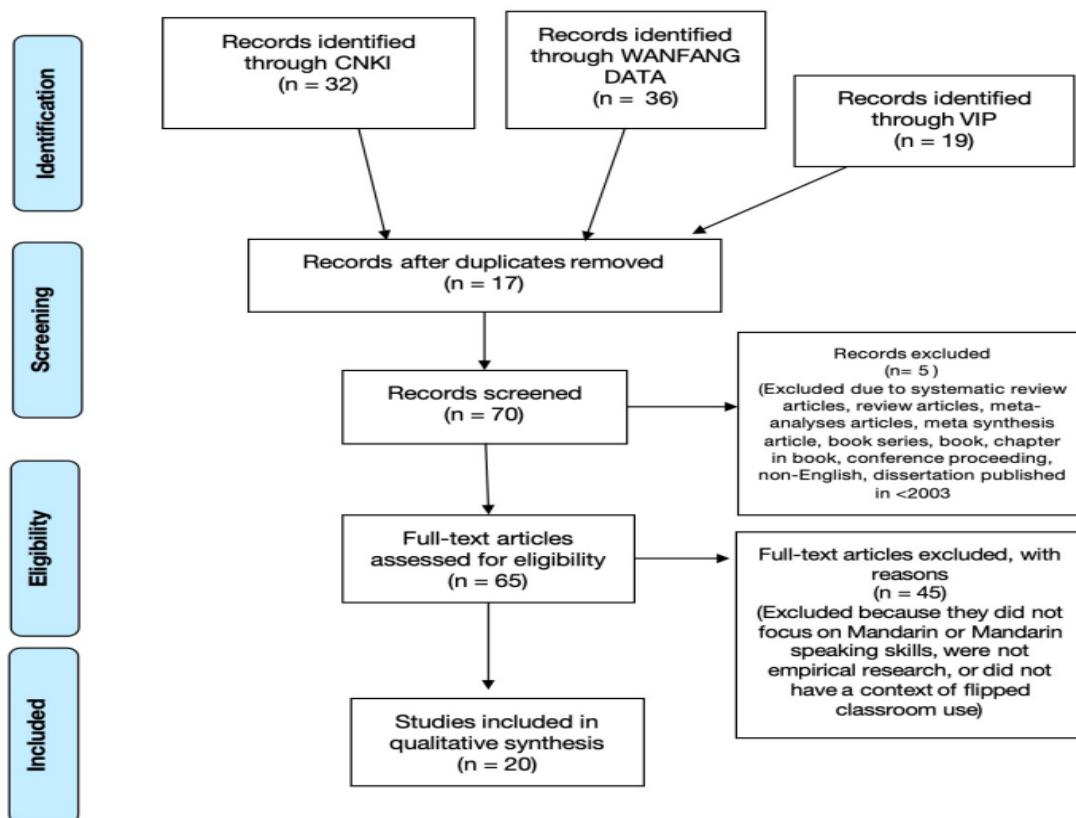 Identification
Records identified
through CNKI
(n = 32)
Records identified
through WANFANG
DATA
(n = 36)
Records identified
through VIP
(n = 19)
Screening
Records after duplicates removed
(n = 17)
Records screened
(n = 70)
Records excluded
(n= 5 )
(Excluded due to systematic review
articles, review articles, meta-
analyses articles, meta synthesis
article, book series, book, chapter
in book, conference proceeding,
non-English, dissertation published
in <2003
Eligibility
Full-text articles
assessed for eligibility
(n = 65)
Full-text articles excluded, with
reasons
(n = 45)
(Excluded because they did not
focus on Mandarin or Mandarin
speaking skills, were not
empirical research, or did not
have a context of flipped
classroom use)
Included
Studies included in
qualitative synthesis
(n = 20)